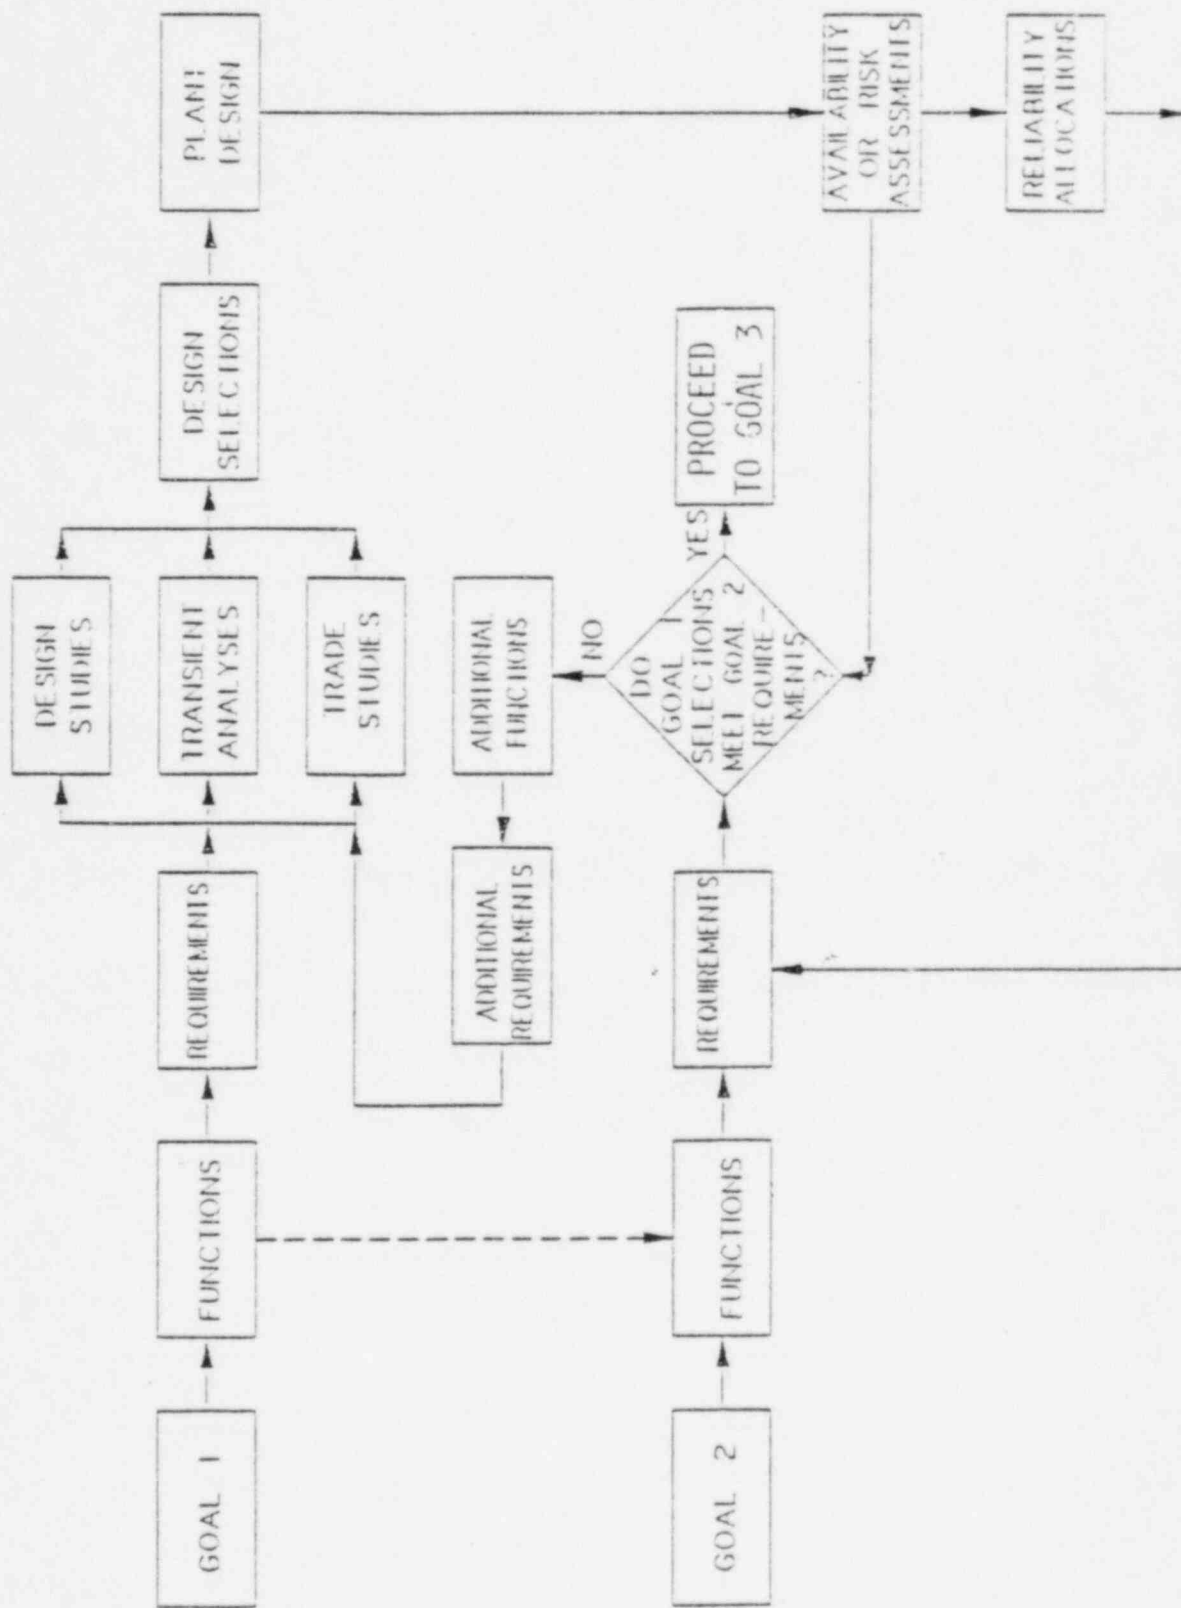 GOAL 1
FUNCTIONS
REQUIREMENTS
DESIGN
STUDIES
TRANSIENT
ANALYSES
TRADE
STUDIES
DESIGN
SELECTIONS
PLANT
DESIGN
ADDITIONAL
FUNCTIONS
ADDITIONAL
REQUIREMENTS
GOAL 2
FUNCTIONS
REQUIREMENTS
DO
GOAL 1
SELECTIONS
MEET GOAL 2
REQUIRE-
MENTS
?
NO
YES
PROCEED
TO GOAL 3
AVAILABILITY
OR RISK
ASSESSMENTS
RELIABILITY
ALLOCATIONS